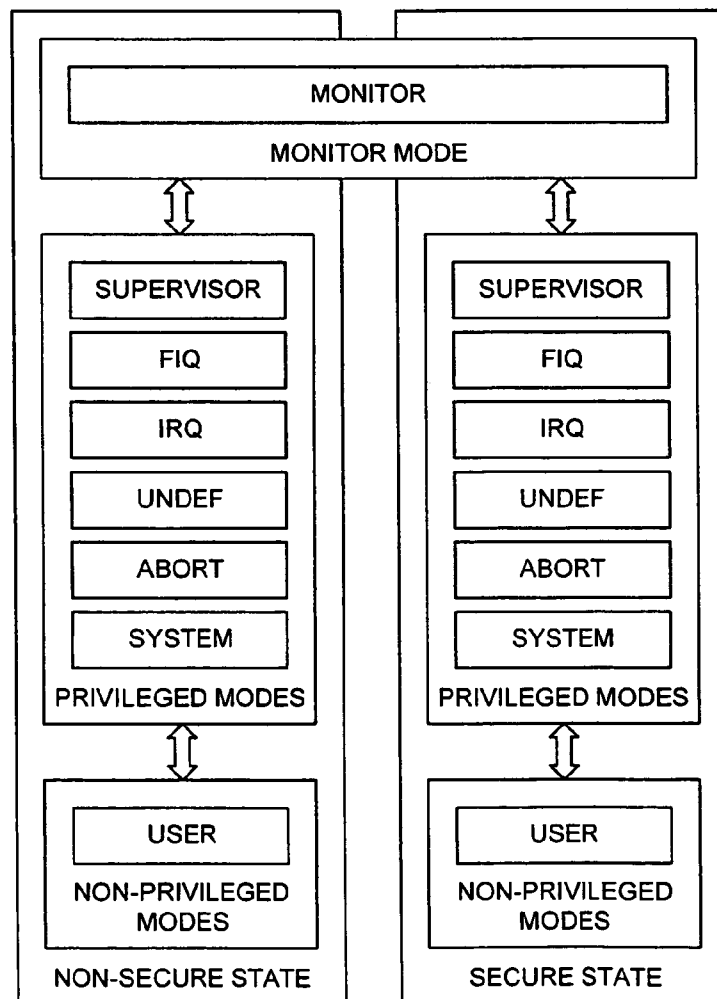 MONITOR
MONITOR MODE
SUPERVISOR
FIQ
IRQ
UNDEF
ABORT
SYSTEM
PRIVILEGED MODES
USER
NON-PRIVILEGED
MODES
NON-SECURE STATE
SUPERVISOR
FIQ
IRQ
UNDEF
ABORT
SYSTEM
PRIVILEGED MODES
USER
NON-PRIVILEGED
MODES
SECURE STATE